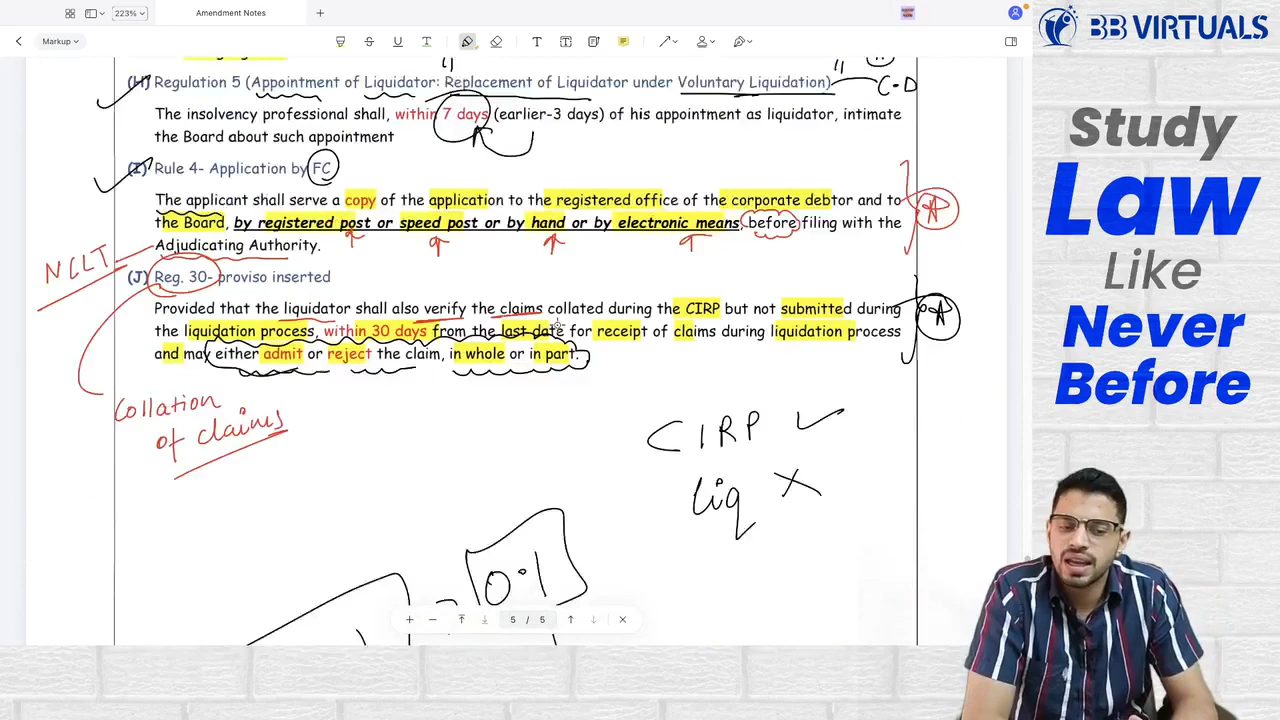 223%
Amendment Notes
Markup
BB VIRTUALS
(H) Regulation 5 (Appointment of Liquidator: Replacement of Liquidator under Voluntary Liquidation)
C.D
The insolvency professional shall, within 7 days (earlier-3 days) of his appointment as liquidator, intimate
the Board about such appointment
(I) Rule 4- Application by FC
The applicant shall serve a copy of the application to the registered office of the corporate debtor and to
the Board, by registered post or speed post or by hand or by electronic means, before filing with the
Adjudicating Authority.
NCLT
(J) Reg. 30- proviso inserted
Provided that the liquidator shall also verify the claims collated during the CIRP but not submitted during
the liquidation process, within 30 days from the last date for receipt of claims during liquidation process
and may either admit or reject the claim, in whole or in part.
Collation
of claims
CIRP
liq
0.1
5 / 5
Study
Law
Like
Never
Before